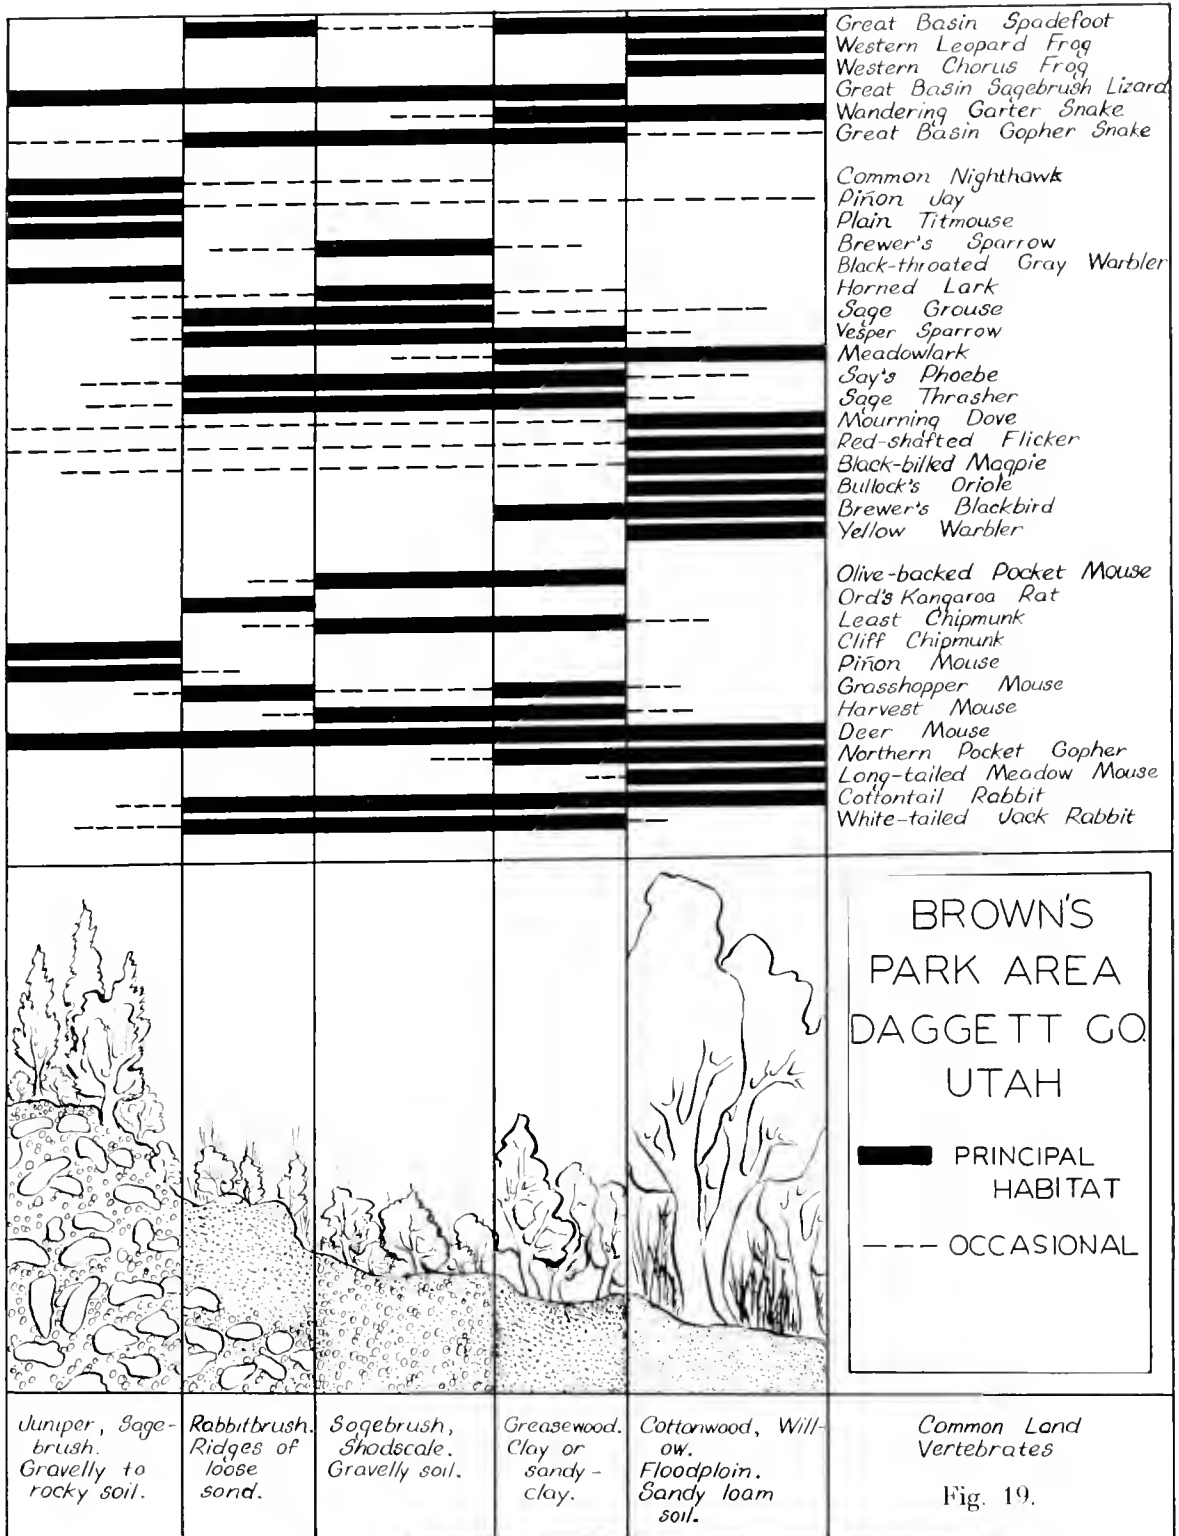 Great Basin Spadefoot
Western Leopard Frog
Western Chorus Frog
Great Basin Sagebrush Lizard
Wandering Garter Snake
Great Basin Gopher Snake
Common Nighthawk
Piñon Jay
Plain Titmouse
Brewer's Sparrow
Black-throated Gray Warbler
Horned Lark
Sage Grouse
Vesper Sparrow
Meadowlark
Say's Phoebe
Sage Thrasher
Mourning Dove
Red-shafted Flicker
Black-billed Magpie
Bullock's Oriole
Brewer's Blackbird
Yellow Warbler
Olive-backed Pocket Mouse
Ord's Kangaroa Rat
Least Chipmunk
Cliff Chipmunk
Piñon Mouse
Grasshopper Mouse
Harvest Mouse
Deer Mouse
Northern Pocket Gopher
Long-tailed Meadow Mouse
Cottontail Rabbit
White-tailed Jack Rabbit
BROWN'S
PARK AREA
DAGGETT CO.
UTAH
PRINCIPAL
HABITAT
OCCASIONAL
Juniper, Sage-
brush.
Gravelly to
rocky soil.
Rabbitbrush.
Ridges of
loose
sand.
Sagebrush,
Shadscale.
Gravelly soil.
Greasewood.
Clay or
sandy-
clay.
Cottonwood, Will-
ow.
Floodplain.
Sandy loam
soil.
Common Land
Vertebrates
Fig. 19.